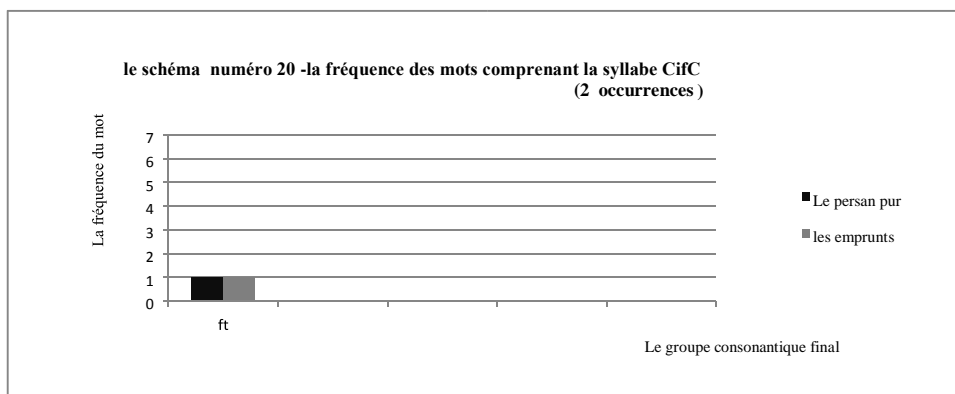 le schéma numéro 20 -la fréquence des mots comprenant la syllabe CifC
(2 occurrences )
La fréquence du mot
7
6
5
4
3
2
1
0
ft
Le persan pur
les emprunts
Le groupe consonantique final